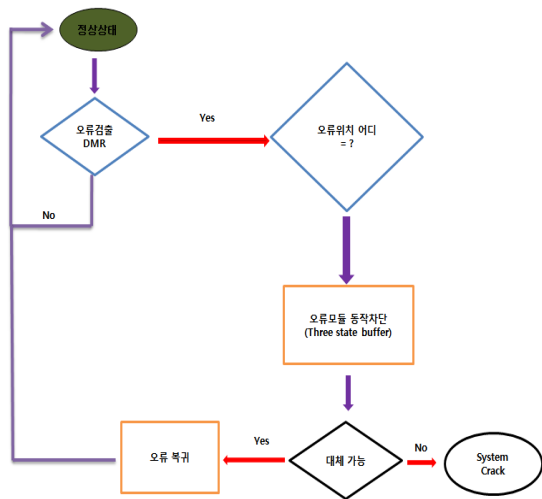 정상상태
오류검출
DMR
Yes
오류위치 어디
= ?
No
오류모듈 동작차단
(Three state buffer)
대체 가능
Yes
오류 복귀
No
System
Crack